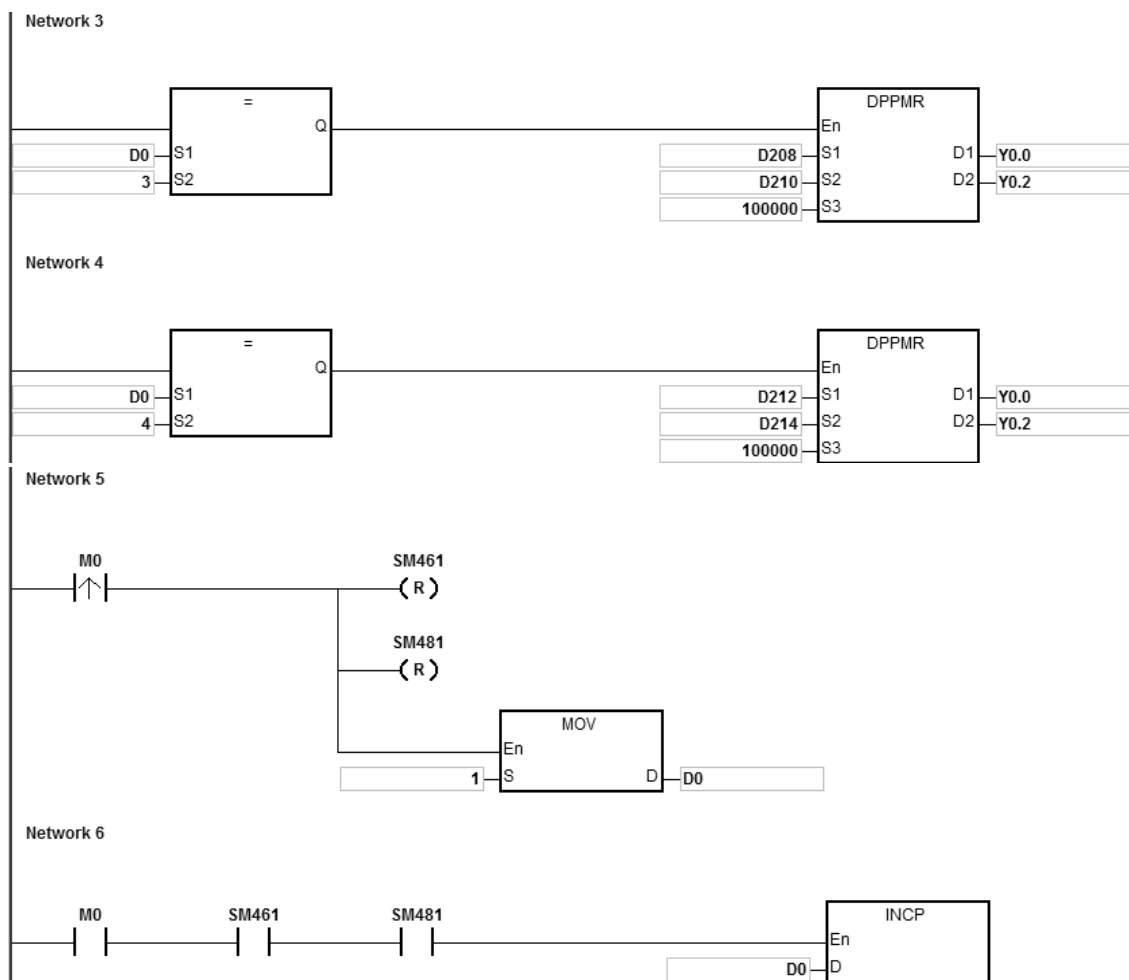 Network 3
= DPPMR
Q En
D0 S1 D208 S1 D1 Y0.0
3 S2 D210 S2 D2 Y0.2
100000 S3
Network 4
= DPPMR
Q En
D0 S1 D212 S1 D1 Y0.0
4 S2 D214 S2 D2 Y0.2
100000 S3
Network 5
M0 SM461
R
SM481
R
MOV
En
1 S D D0
Network 6
M0 SM461 SM481 INCP
En
D0 D